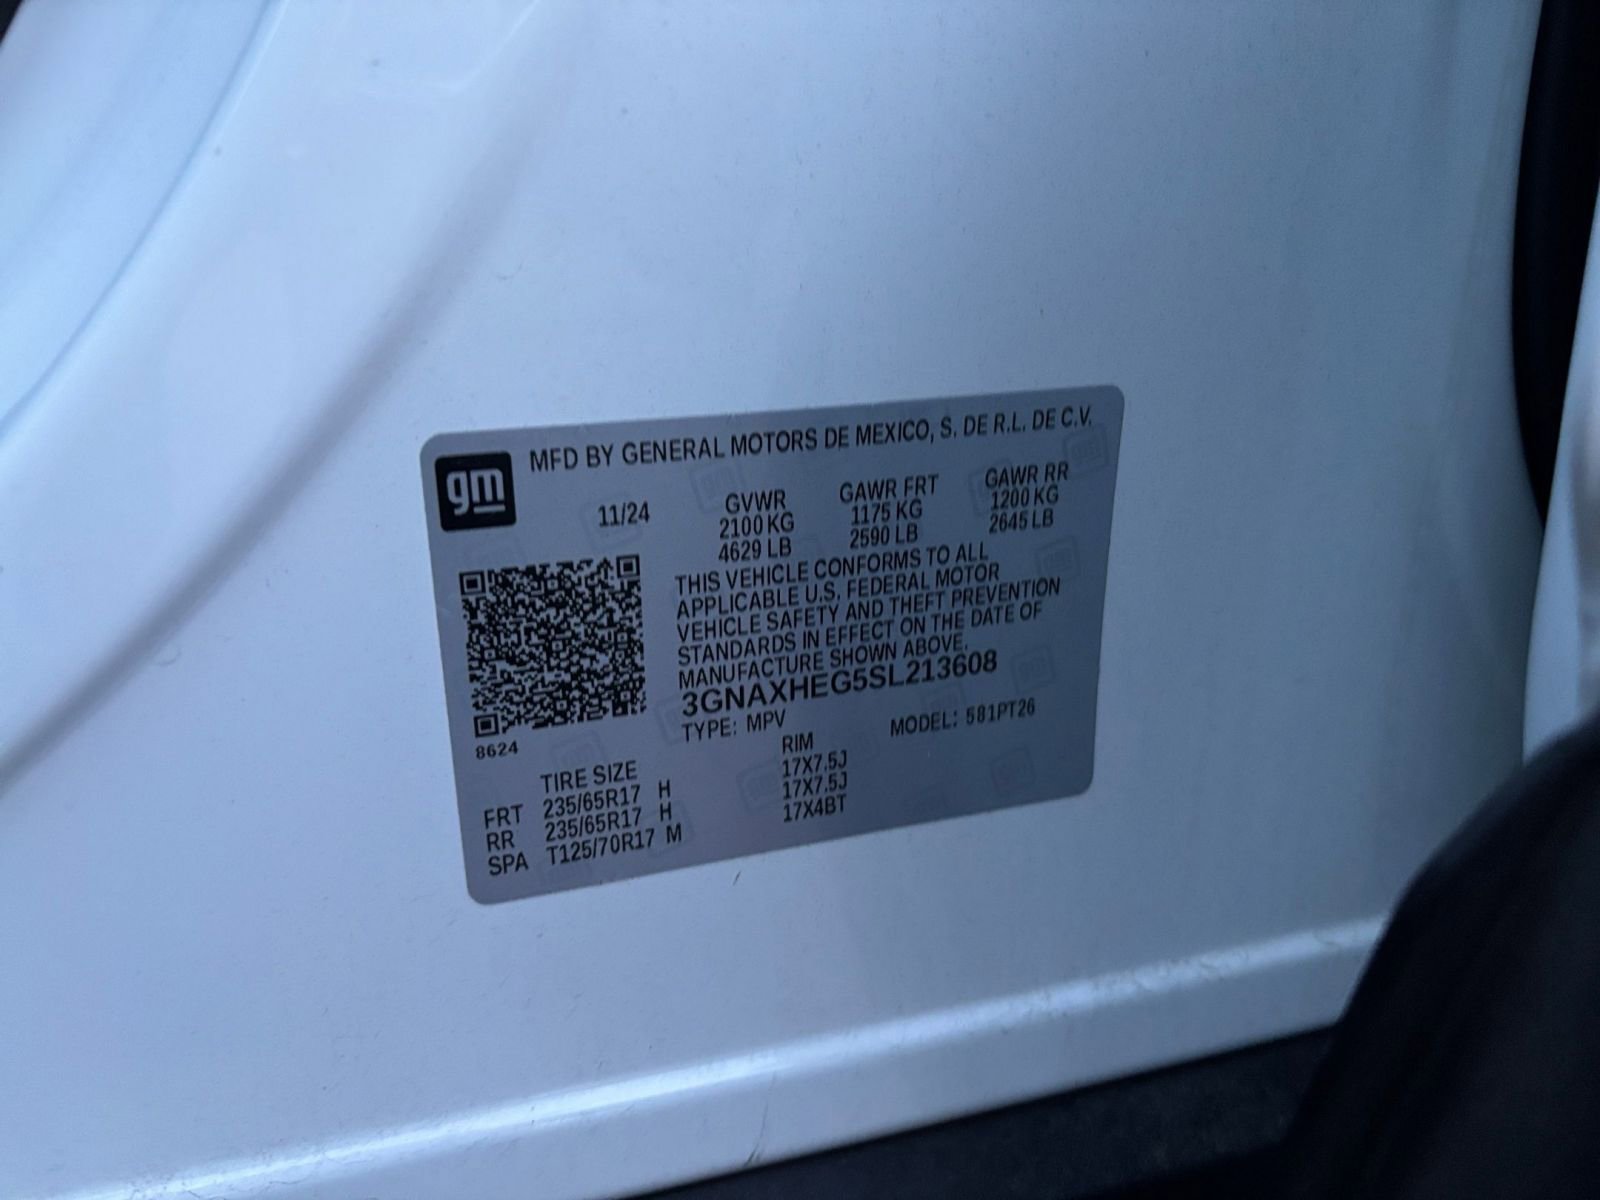 gm
MFD BY GENERAL MOTORS DE MEXICO, S. DE R.L. DE C.V.
11/24
GVWR GAWR FRT GAWR RR
2100 KG 1175 KG 1200 KG
4629 LB 2590 LB 2645 LB
THIS VEHICLE CONFORMS TO ALL
APPLICABLE U.S. FEDERAL MOTOR
VEHICLE SAFETY AND THEFT PREVENTION
STANDARDS IN EFFECT ON THE DATE OF
MANUFACTURE SHOWN ABOVE.
3GNAXHEG5SL213608
TYPE: MPV MODEL: 581PT26
8624
TIRE SIZE RIM
FRT 235/65R17 H 17X7.5J
RR 235/65R17 H 17X7.5J
SPA T125/70R17 M 17X4BT